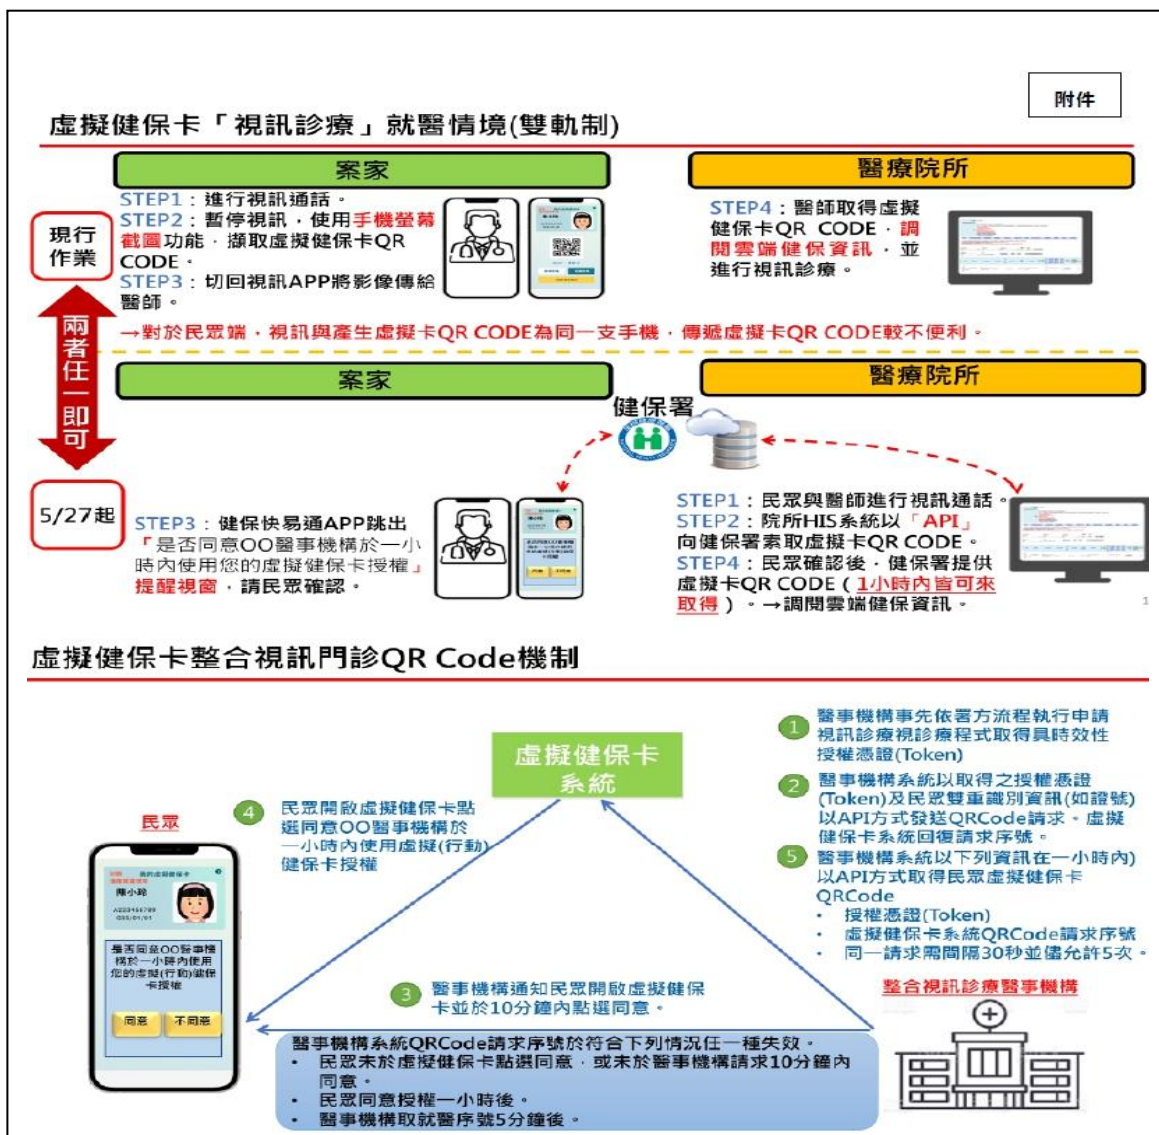 附件
虛擬健保卡「視訊診療」就醫情境(雙軌制)
案家
醫療院所
現行
作業
STEP1：進行視訊通話。
STEP2：暫停視訊，使用手機螢幕
截圖功能，擷取虛擬健保卡QR
CODE。
STEP3：切回視訊APP將影像傳給
醫師。
STEP4：醫師取得虛擬
健保卡QR CODE，調
閱雲端健保資訊，並
進行視訊診療。
兩者任一即可
→對於民眾端，視訊與產生虛擬卡QR CODE為同一支手機，傳遞虛擬卡QR CODE較不便利。
案家
醫療院所
健保署
5/27起
STEP3：健保快易通APP跳出
「是否同意OO醫事機構於一小
時內使用您的虛擬健保卡授權」
提醒視窗，請民眾確認。
STEP1：民眾與醫師進行視訊通話。
STEP2：院所HIS系統以「API」
向健保署索取虛擬卡QR CODE。
STEP4：民眾確認後，健保署提供
虛擬卡QR CODE（1小時內皆可來
取得）。→調閱雲端健保資訊。
1
虛擬健保卡整合視訊門診QR Code機制
虛擬健保卡
系統
1 醫事機構事先依署方流程執行申請
視訊診療視診療程式取得具時效性
授權憑證(Token)
2 醫事機構系統以取得之授權憑證
(Token)及民眾雙重識別資訊(如證號)
以API方式發送QRCode請求。虛擬
健保卡系統回復請求序號。
5 醫事機構系統以下列資訊在一小時內)
以API方式取得民眾虛擬健保卡
QRCode
• 授權憑證(Token)
• 虛擬健保卡系統QRCode請求序號
• 同一請求需間隔30秒並僅允許5次。
4 民眾開啟虛擬健保卡點
選同意OO醫事機構於
一小時內使用虛擬(行動)
健保卡授權
民眾
我的虛擬健保卡
陳小玲
A223456789
是否同意OO醫事機
構於一小時內使用
您的虛擬(行動)健保
卡授權
同意 不同意
3 醫事機構通知民眾開啟虛擬健保
卡並於10分鐘內點選同意。
整合視訊診療醫事機構
醫事機構系統QRCode請求序號於符合下列情況任一種失效。
• 民眾未於虛擬健保卡點選同意，或未於醫事機構請求10分鐘內
同意。
• 民眾同意授權一小時後。
• 醫事機構取就醫序號5分鐘後。